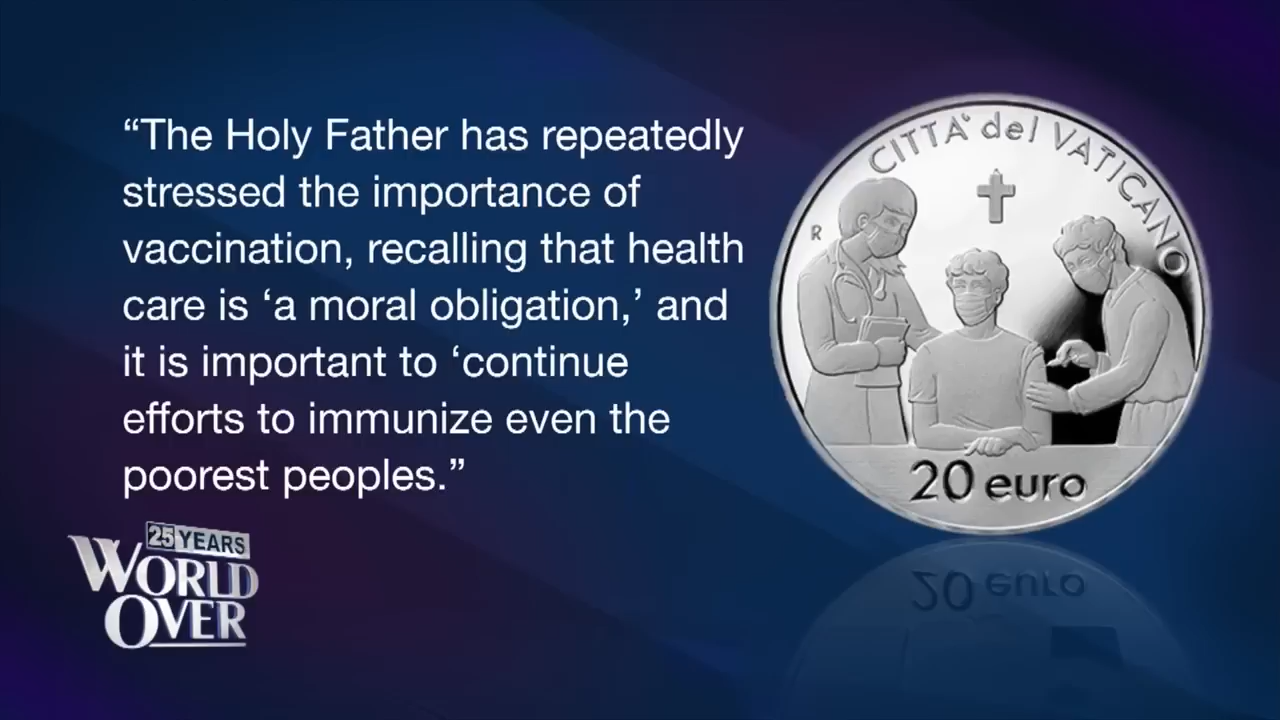 “The Holy Father has repeatedly
stressed the importance of
vaccination, recalling that health
care is ‘a moral obligation,’ and
it is important to ‘continue
efforts to immunize even the
poorest peoples.”
CITTA' del VATICANO
R
20 euro
20 euro
25 YEARS
WORLD
OVER